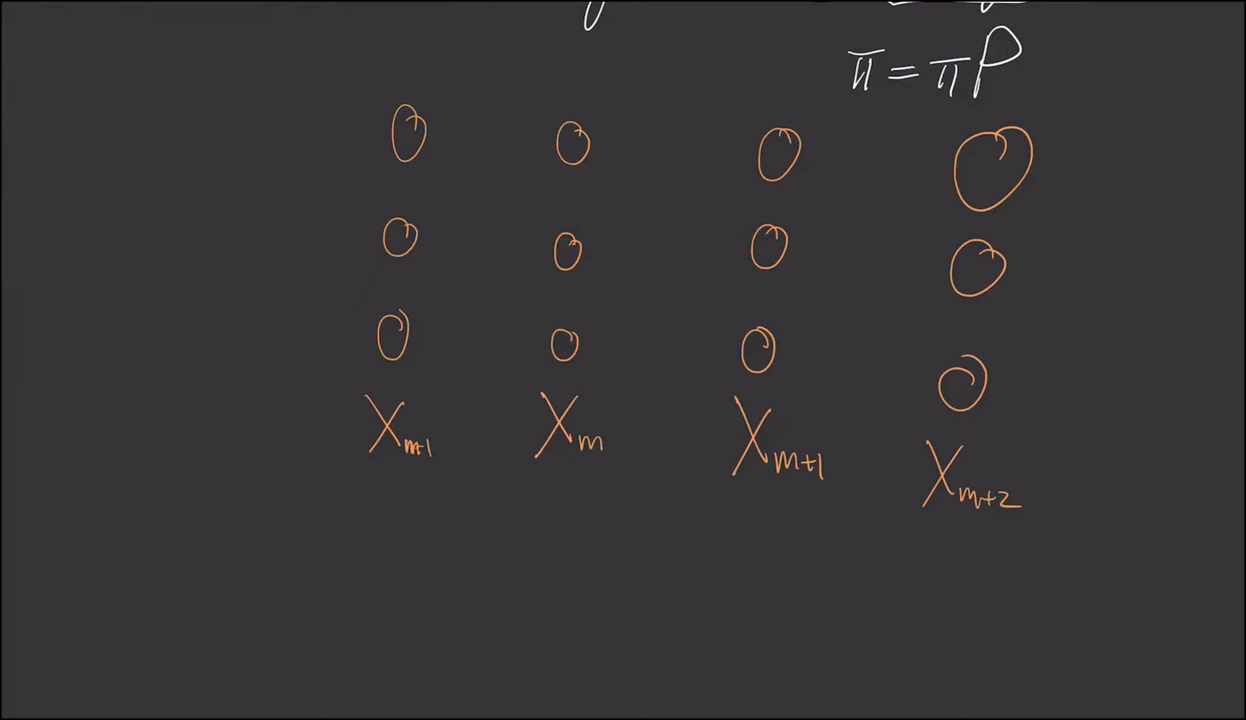 π = πP
X_{m+1} X_m X_{m+1} X_{m+2}